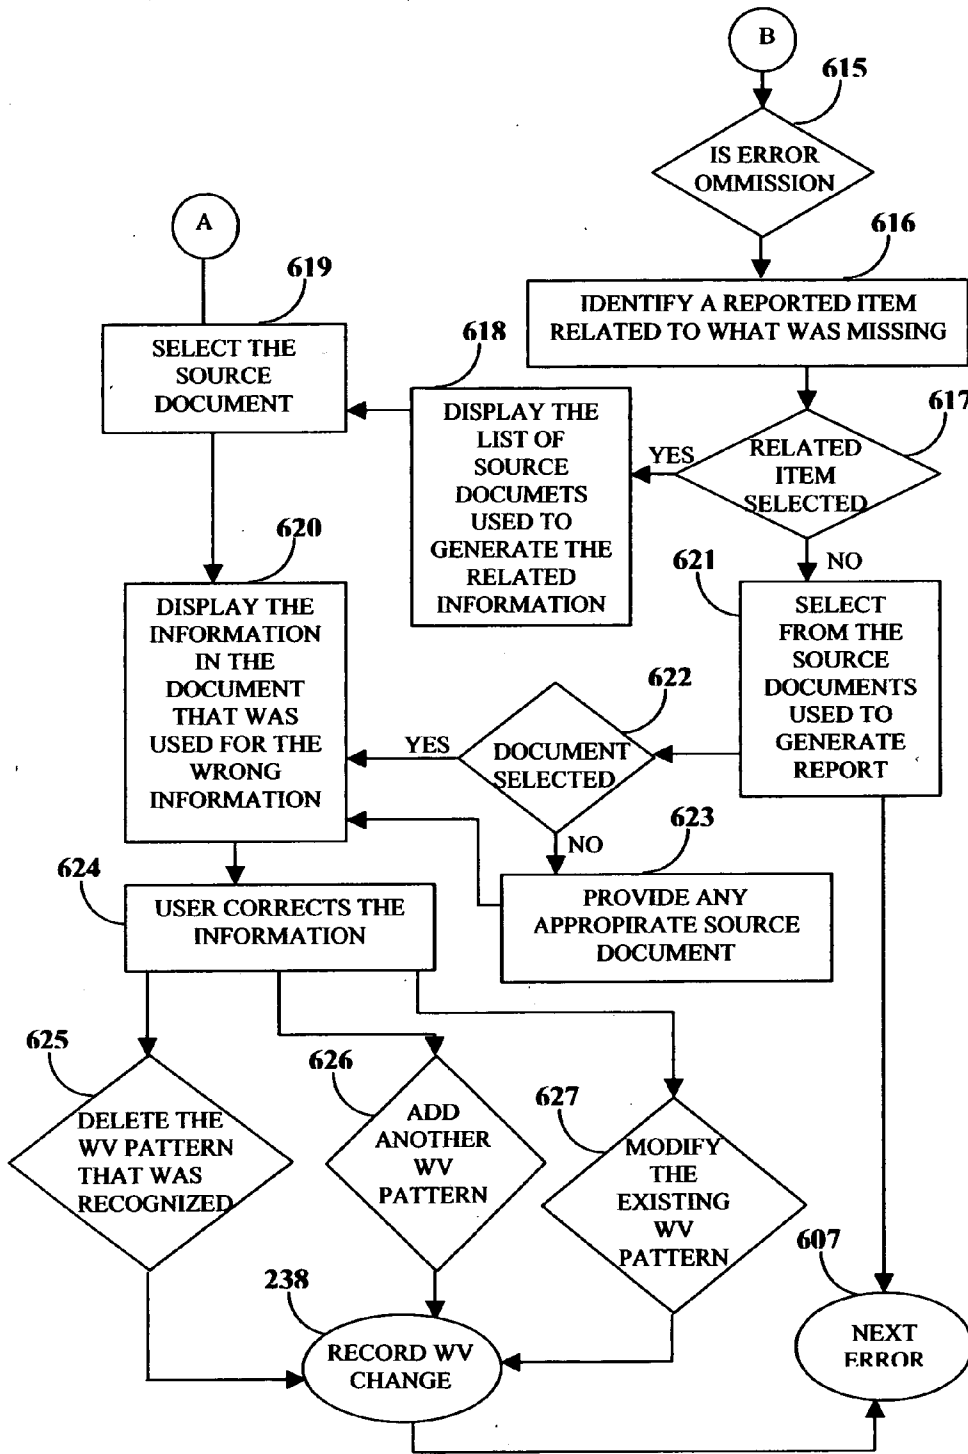 B
615
IS ERROR
OMMISSION
A
616
619
IDENTIFY A REPORTED ITEM
RELATED TO WHAT WAS MISSING
618
SELECT THE
SOURCE
DOCUMENT
617
DISPLAY THE
LIST OF
SOURCE
DOCUMETS
USED TO
GENERATE THE
RELATED
INFORMATION
YES
RELATED
ITEM
SELECTED
620
NO
621
DISPLAY THE
INFORMATION
IN THE
DOCUMENT
THAT WAS
USED FOR THE
WRONG
INFORMATION
SELECT
FROM THE
SOURCE
DOCUMENTS
USED TO
GENERATE
REPORT
622
YES
DOCUMENT
SELECTED
623
NO
624
USER CORRECTS THE
INFORMATION
PROVIDE ANY
APPROPIRATE SOURCE
DOCUMENT
625
626
627
DELETE THE
WV PATTERN
THAT WAS
RECOGNIZED
ADD
ANOTHER
WV
PATTERN
MODIFY
THE
EXISTING
WV
PATTERN
607
238
RECORD WV
CHANGE
NEXT
ERROR